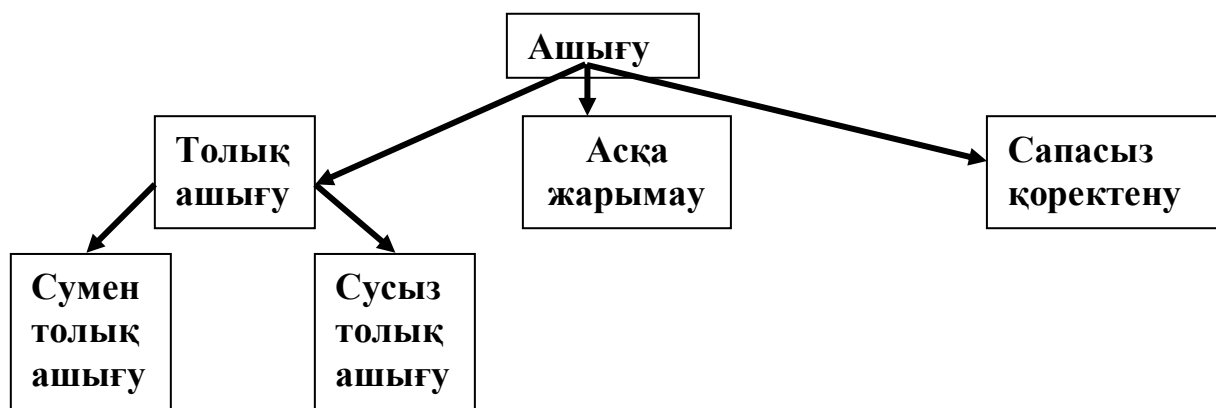 Ашығу
Толық
ашығу
Асқа
жарымау
Сапасыз
қоректену
Сумен
толық
ашығу
Сусыз
толық
ашығу